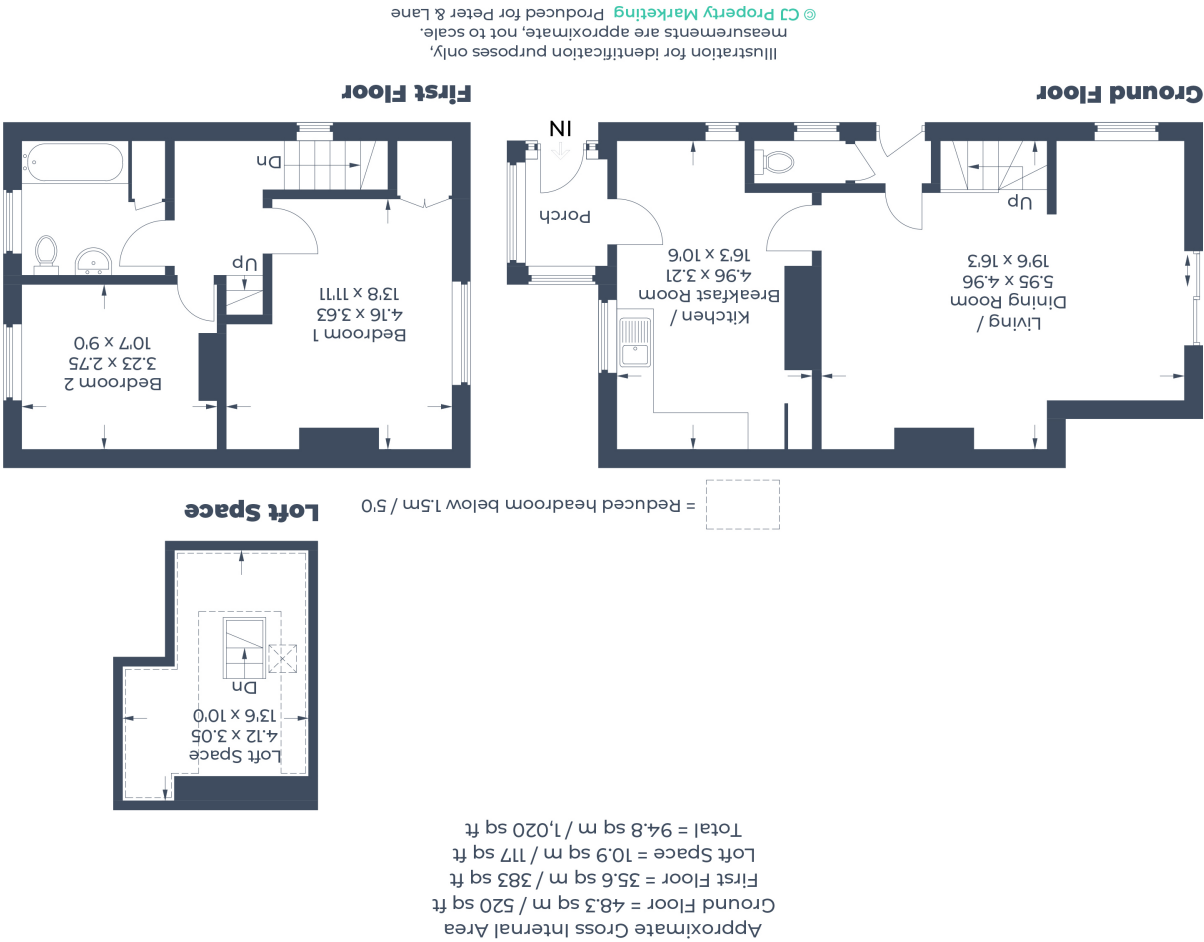 Approximate Gross Internal Area
Ground Floor = 48.3 sq m / 520 sq ft
First Floor = 35.6 sq m / 383 sq ft
Loft Space = 10.9 sq m / 117 sq ft
Total = 94.8 sq m / 1,020 sq ft
Loft Space
4.12 x 3.05
13'6 x 10'0
Dn
= Reduced headroom below 1.5m / 5'0
Loft Space
Living /
Dining Room
5.95 x 4.96
19'6 x 16'3
Up
Kitchen /
Breakfast Room
4.96 x 3.21
16'3 x 10'6
Porch
IN
Bedroom 1
4.16 x 3.63
13'8 x 11'11
Bedroom 2
3.23 x 2.75
10'7 x 9'0
Up
Dn
Ground Floor
First Floor
Illustration for identification purposes only,
measurements are approximate, not to scale.
© CJ Property Marketing Produced for Peter & Lane